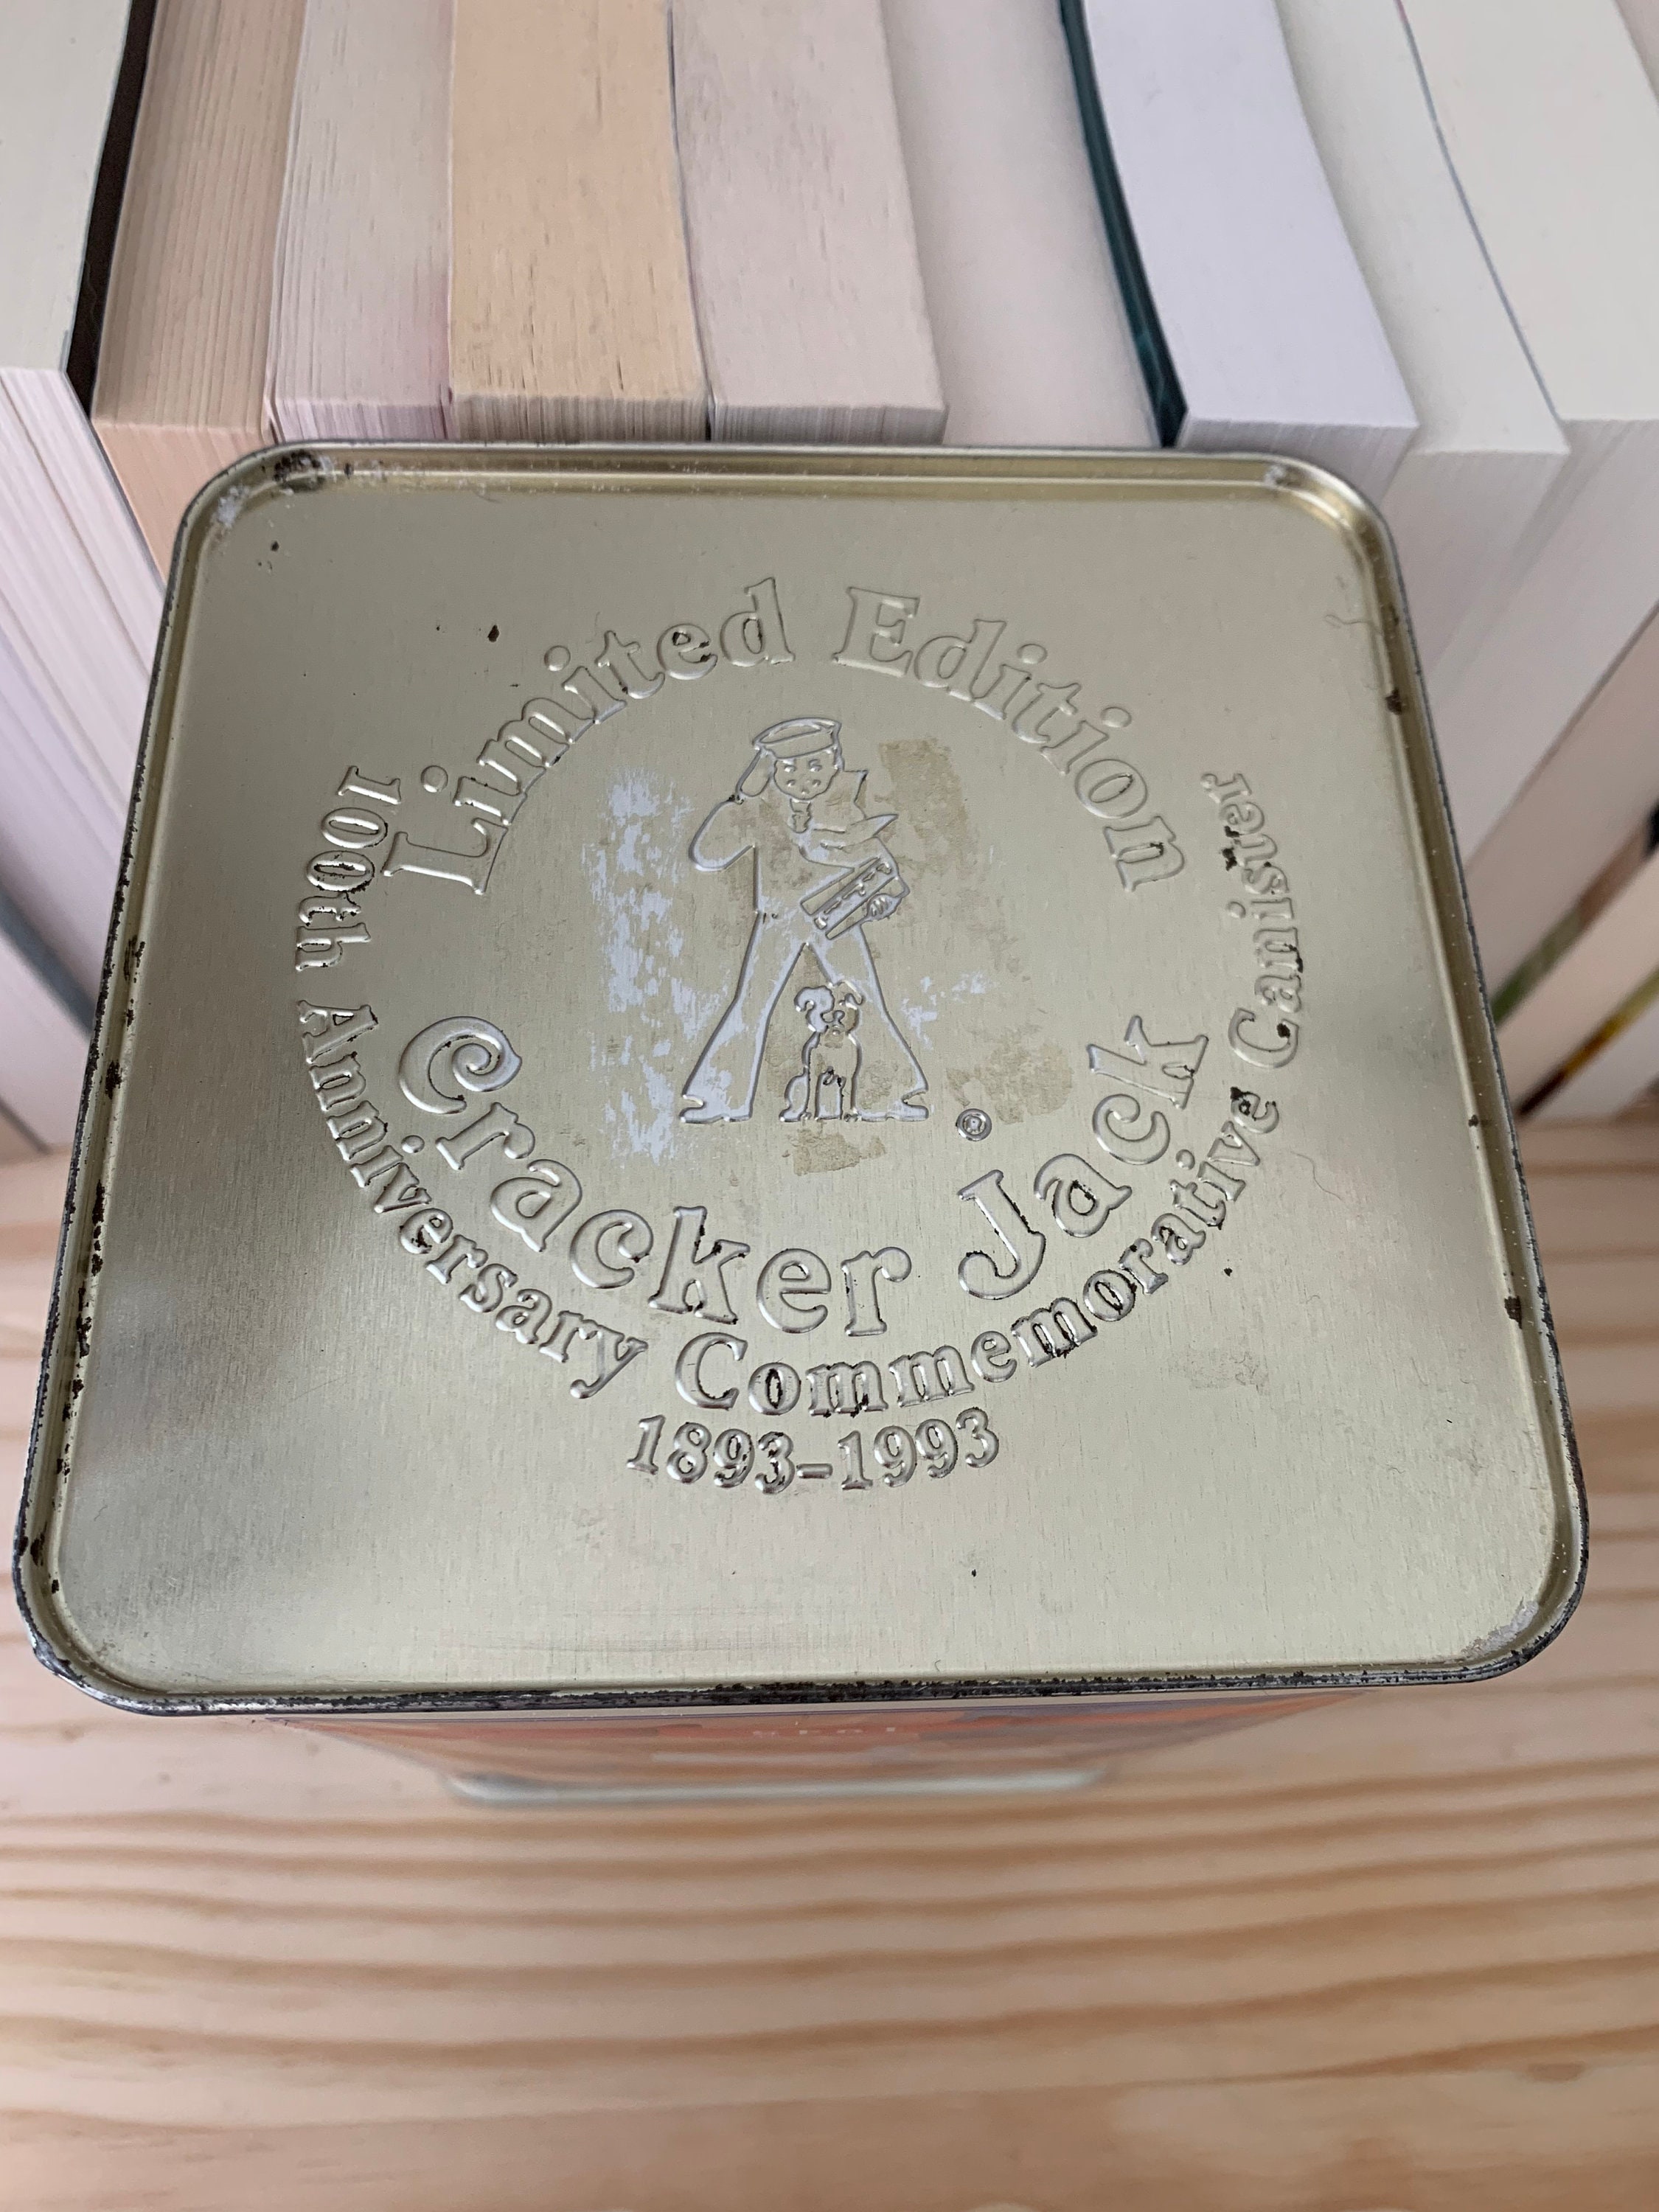 Limited Edition
®
Cracker Jack
100th Anniversary Commemorative Canister
1893-1993